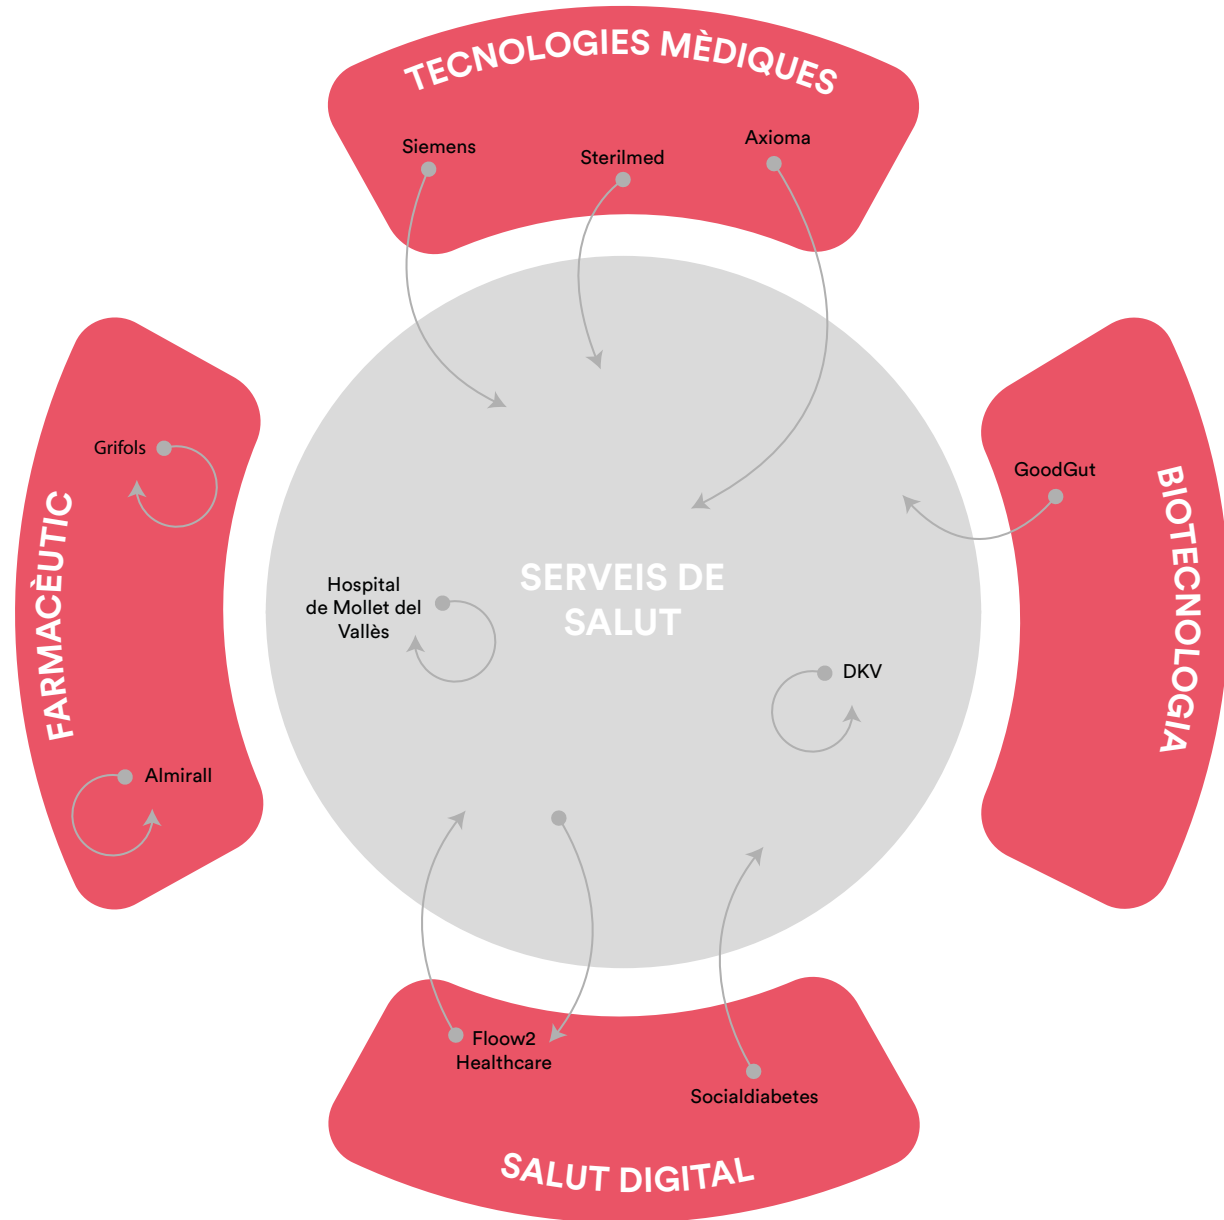 TECNOLOGIES MÈDIQUES
Siemens
Sterilmed
Axioma
Grifols
FARMACÈUTIC
Almirall
GoodGut
BIOTECNOLOGIA
SERVEIS DE
SALUT
Hospital
de Mollet del
Vallès
DKV
Floow2
Healthcare
Socialdiabetes
SALUT DIGITAL